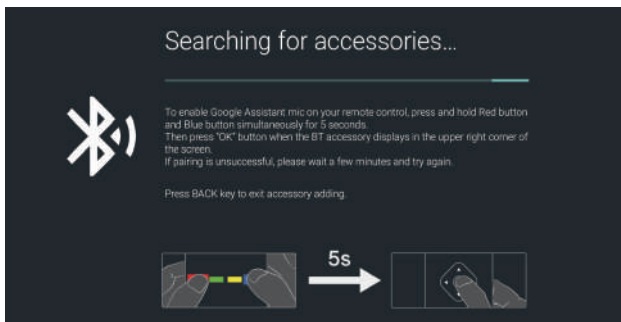 Searching for accessories...
To enable Google Assistant mic on your remote control, press and hold Red button
and Blue button simultaneously for 5 seconds.
Then press "OK" button when the BT accessory displays in the upper right corner of
the screen.
If pairing is unsuccessful, please wait a few minutes and try again.
Press BACK key to exit accessory adding.
5s